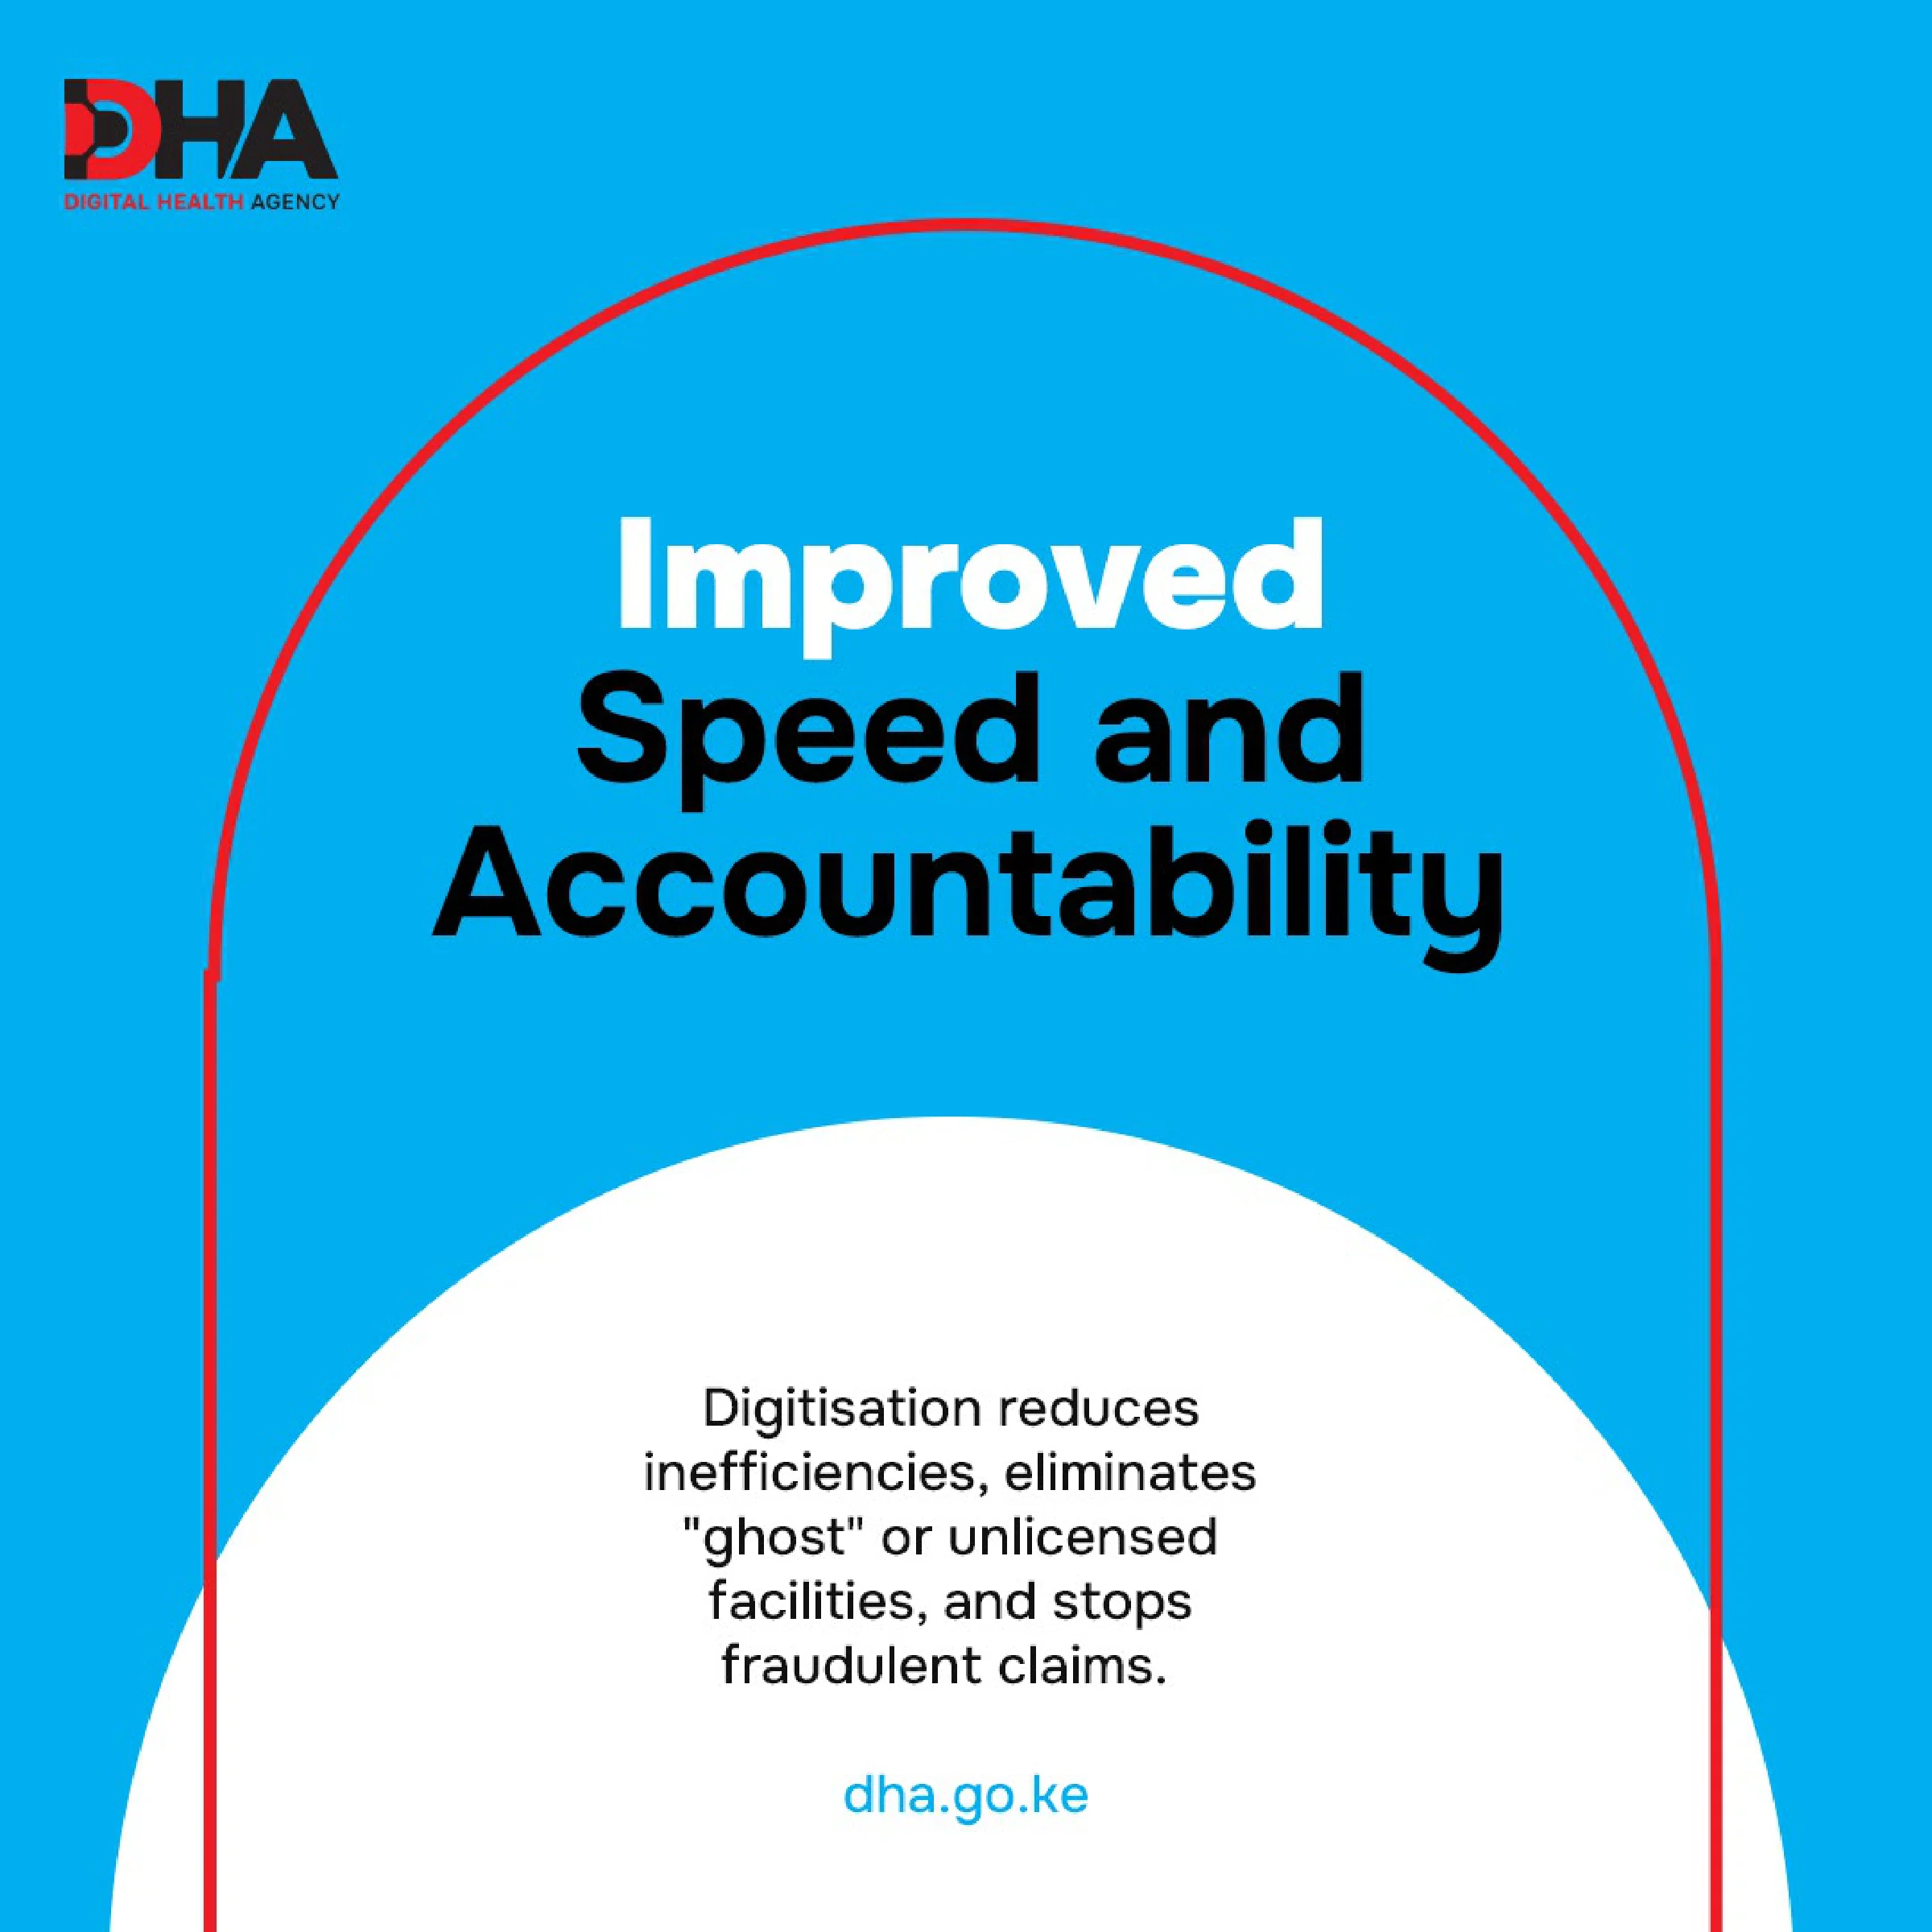 DHA
DIGITAL HEALTH AGENCY
Improved
Speed and
Accountability
Digitisation reduces
inefficiencies, eliminates
"ghost" or unlicensed
facilities, and stops
fraudulent claims.
dha.go.ke